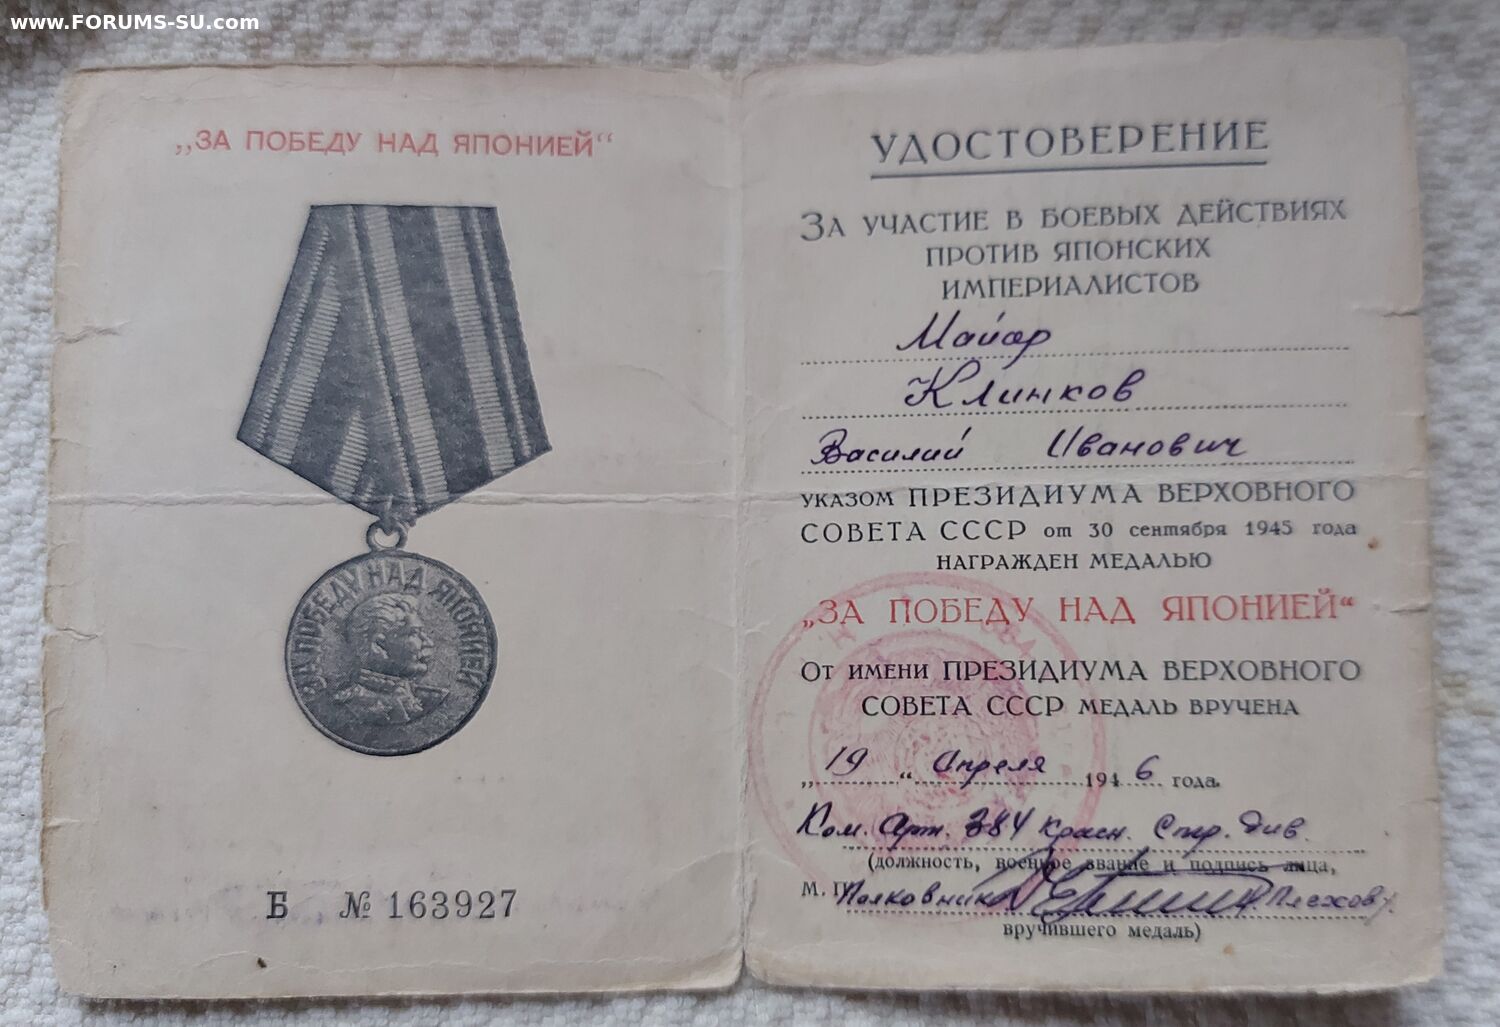 www.FORUMS-SU.com
„ЗА ПОБЕДУ НАД ЯПОНИЕЙ“
ЗА ПОБЕДУ НАД ЯПОНИЕЙ
Б № 163927
УДОСТОВЕРЕНИЕ
ЗА УЧАСТИЕ В БОЕВЫХ ДЕЙСТВИЯХ
ПРОТИВ ЯПОНСКИХ
ИМПЕРИАЛИСТОВ
Майор
Клинков
Василий Иванович
УКАЗОМ ПРЕЗИДИУМА ВЕРХОВНОГО
СОВЕТА СССР от 30 сентября 1945 года
НАГРАЖДЕН МЕДАЛЬЮ
„ЗА ПОБЕДУ НАД ЯПОНИЕЙ“
ОТ ИМЕНИ ПРЕЗИДИУМА ВЕРХОВНОГО
СОВЕТА СССР МЕДАЛЬ ВРУЧЕНА
„19“ Апреля 1946 года.
Ком. Арт. 384 Красн. Стр. Див.
(должность, военное звание и подпись лица,
М. П. Полковник
вручившего медаль)